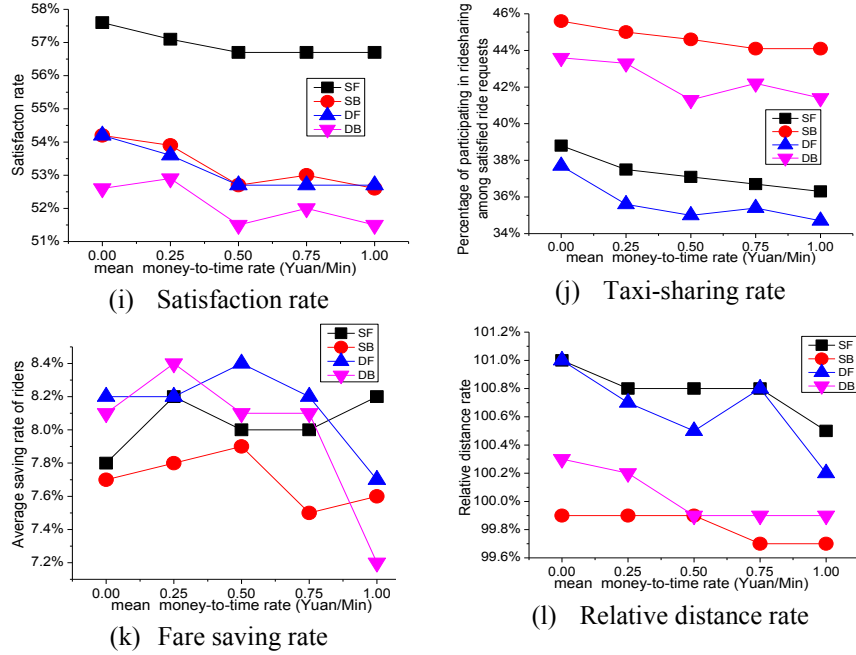 58%
57%
56%
55%
54%
53%
52%
51%
Satisfacton rate
SF
SB
DF
DB
0.00 0.25 0.50 0.75 1.00
mean money-to-time rate (Yuan/Min)
(i) Satisfaction rate
46%
44%
42%
40%
38%
36%
34%
Percentage of participating in ridesharing
among satisfied ride requests
SF
SB
DF
DB
0.00 0.25 0.50 0.75 1.00
mean money-to-time rate (Yuan/Min)
(j) Taxi-sharing rate
8.4%
8.2%
8.0%
7.8%
7.6%
7.4%
7.2%
Average saving rate of riders
SF
SB
DF
DB
0.00 0.25 0.50 0.75 1.00
mean money-to-time rate (Yuan/Min)
(k) Fare saving rate
101.2%
101.0%
100.8%
100.6%
100.4%
100.2%
100.0%
99.8%
99.6%
Relative distance rate
SF
SB
DF
DB
0.00 0.25 0.50 0.75 1.00
mean money-to-time rate (Yuan/Min)
(l) Relative distance rate